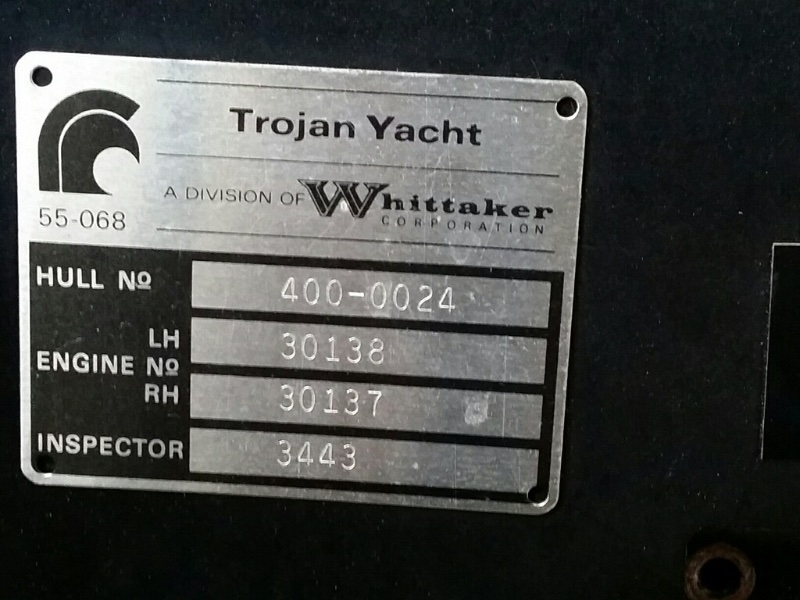 Trojan Yacht
A DIVISION OF Whittaker
CORPORATION
55-068
HULL Nº 400-0024
LH 30138
ENGINE Nº
RH 30137
INSPECTOR 3443